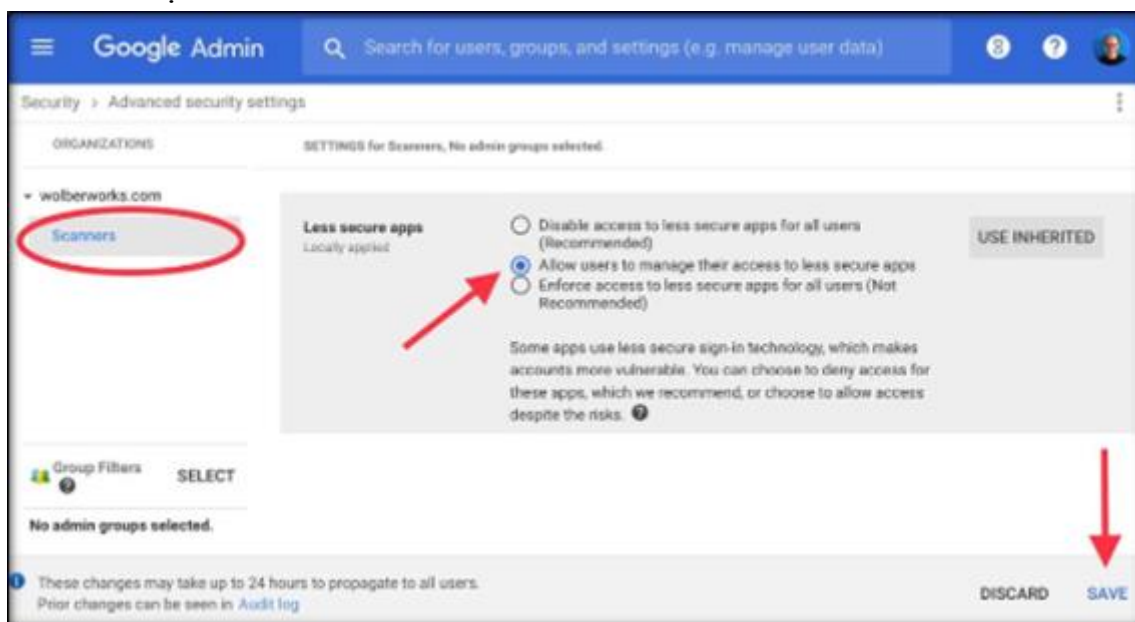 Google Admin
Search for users, groups, and settings (e.g. manage user data)
Security > Advanced security settings
ORGANIZATIONS
SETTINGS for Scanners, No admin groups selected.
wolberworks.com
Scanners
Less secure apps
Locally applied
Disable access to less secure apps for all users
(Recommended)
Allow users to manage their access to less secure apps
Enforce access to less secure apps for all users (Not
Recommended)
USE INHERITED
Some apps use less secure sign-in technology, which makes
accounts more vulnerable. You can choose to deny access for
these apps, which we recommend, or choose to allow access
despite the risks.
Group Filters
SELECT
No admin groups selected.
These changes may take up to 24 hours to propagate to all users.
Prior changes can be seen in Audit log
DISCARD
SAVE